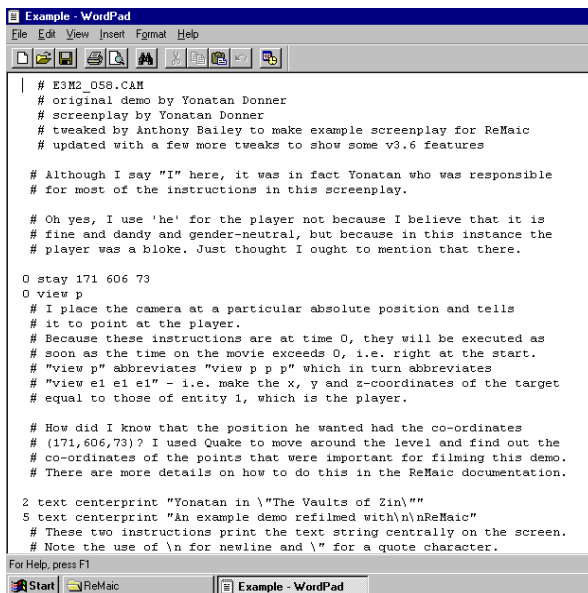 Example - WordPad
File Edit View Insert Format Help
# E3M2_058.CAM
# original demo by Yonatan Donner
# screenplay by Yonatan Donner
# tweaked by Anthony Bailey to make example screenplay for ReMaic
# updated with a few more tweaks to show some v3.6 features
# Although I say "I" here, it was in fact Yonatan who was responsible
# for most of the instructions in this screenplay.
# Oh yes, I use 'he' for the player not because I believe that it is
# fine and dandy and gender-neutral, but because in this instance the
# player was a bloke. Just thought I ought to mention that there.
0 stay 171 606 73
0 view p
# I place the camera at a particular absolute position and tells
# it to point at the player.
# Because these instructions are at time 0, they will be executed as
# soon as the time on the movie exceeds 0, i.e. right at the start.
# "view p" abbreviates "view p p p" which in turn abbreviates
# "view e1 e1 e1" - i.e. make the x, y and z-coordinates of the target
# equal to those of entity 1, which is the player.
# How did I know that the position he wanted had the co-ordinates
# (171,606,73)? I used Quake to move around the level and find out the
# co-ordinates of the points that were important for filming this demo.
# There are more details on how to do this in the ReMaic documentation.
2 text centerprint "Yonatan in \"The Vaults of Zin\""
5 text centerprint "An example demo refilmed with\n\nReMaic"
# These two instructions print the text string centrally on the screen.
# Note the use of \n for newline and \" for a quote character.
For Help, press F1
Start ReMaic Example - WordPad